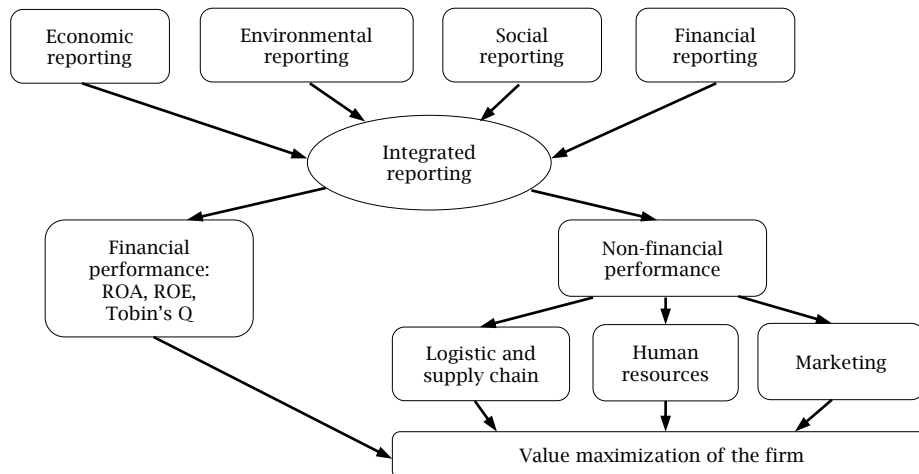 Economic
reporting
Environmental
reporting
Social
reporting
Financial
reporting
Integrated
reporting
Financial
performance:
ROA, ROE,
Tobin’s Q
Non-financial
performance
Logistic and
supply chain
Human
resources
Marketing
Value maximization of the firm